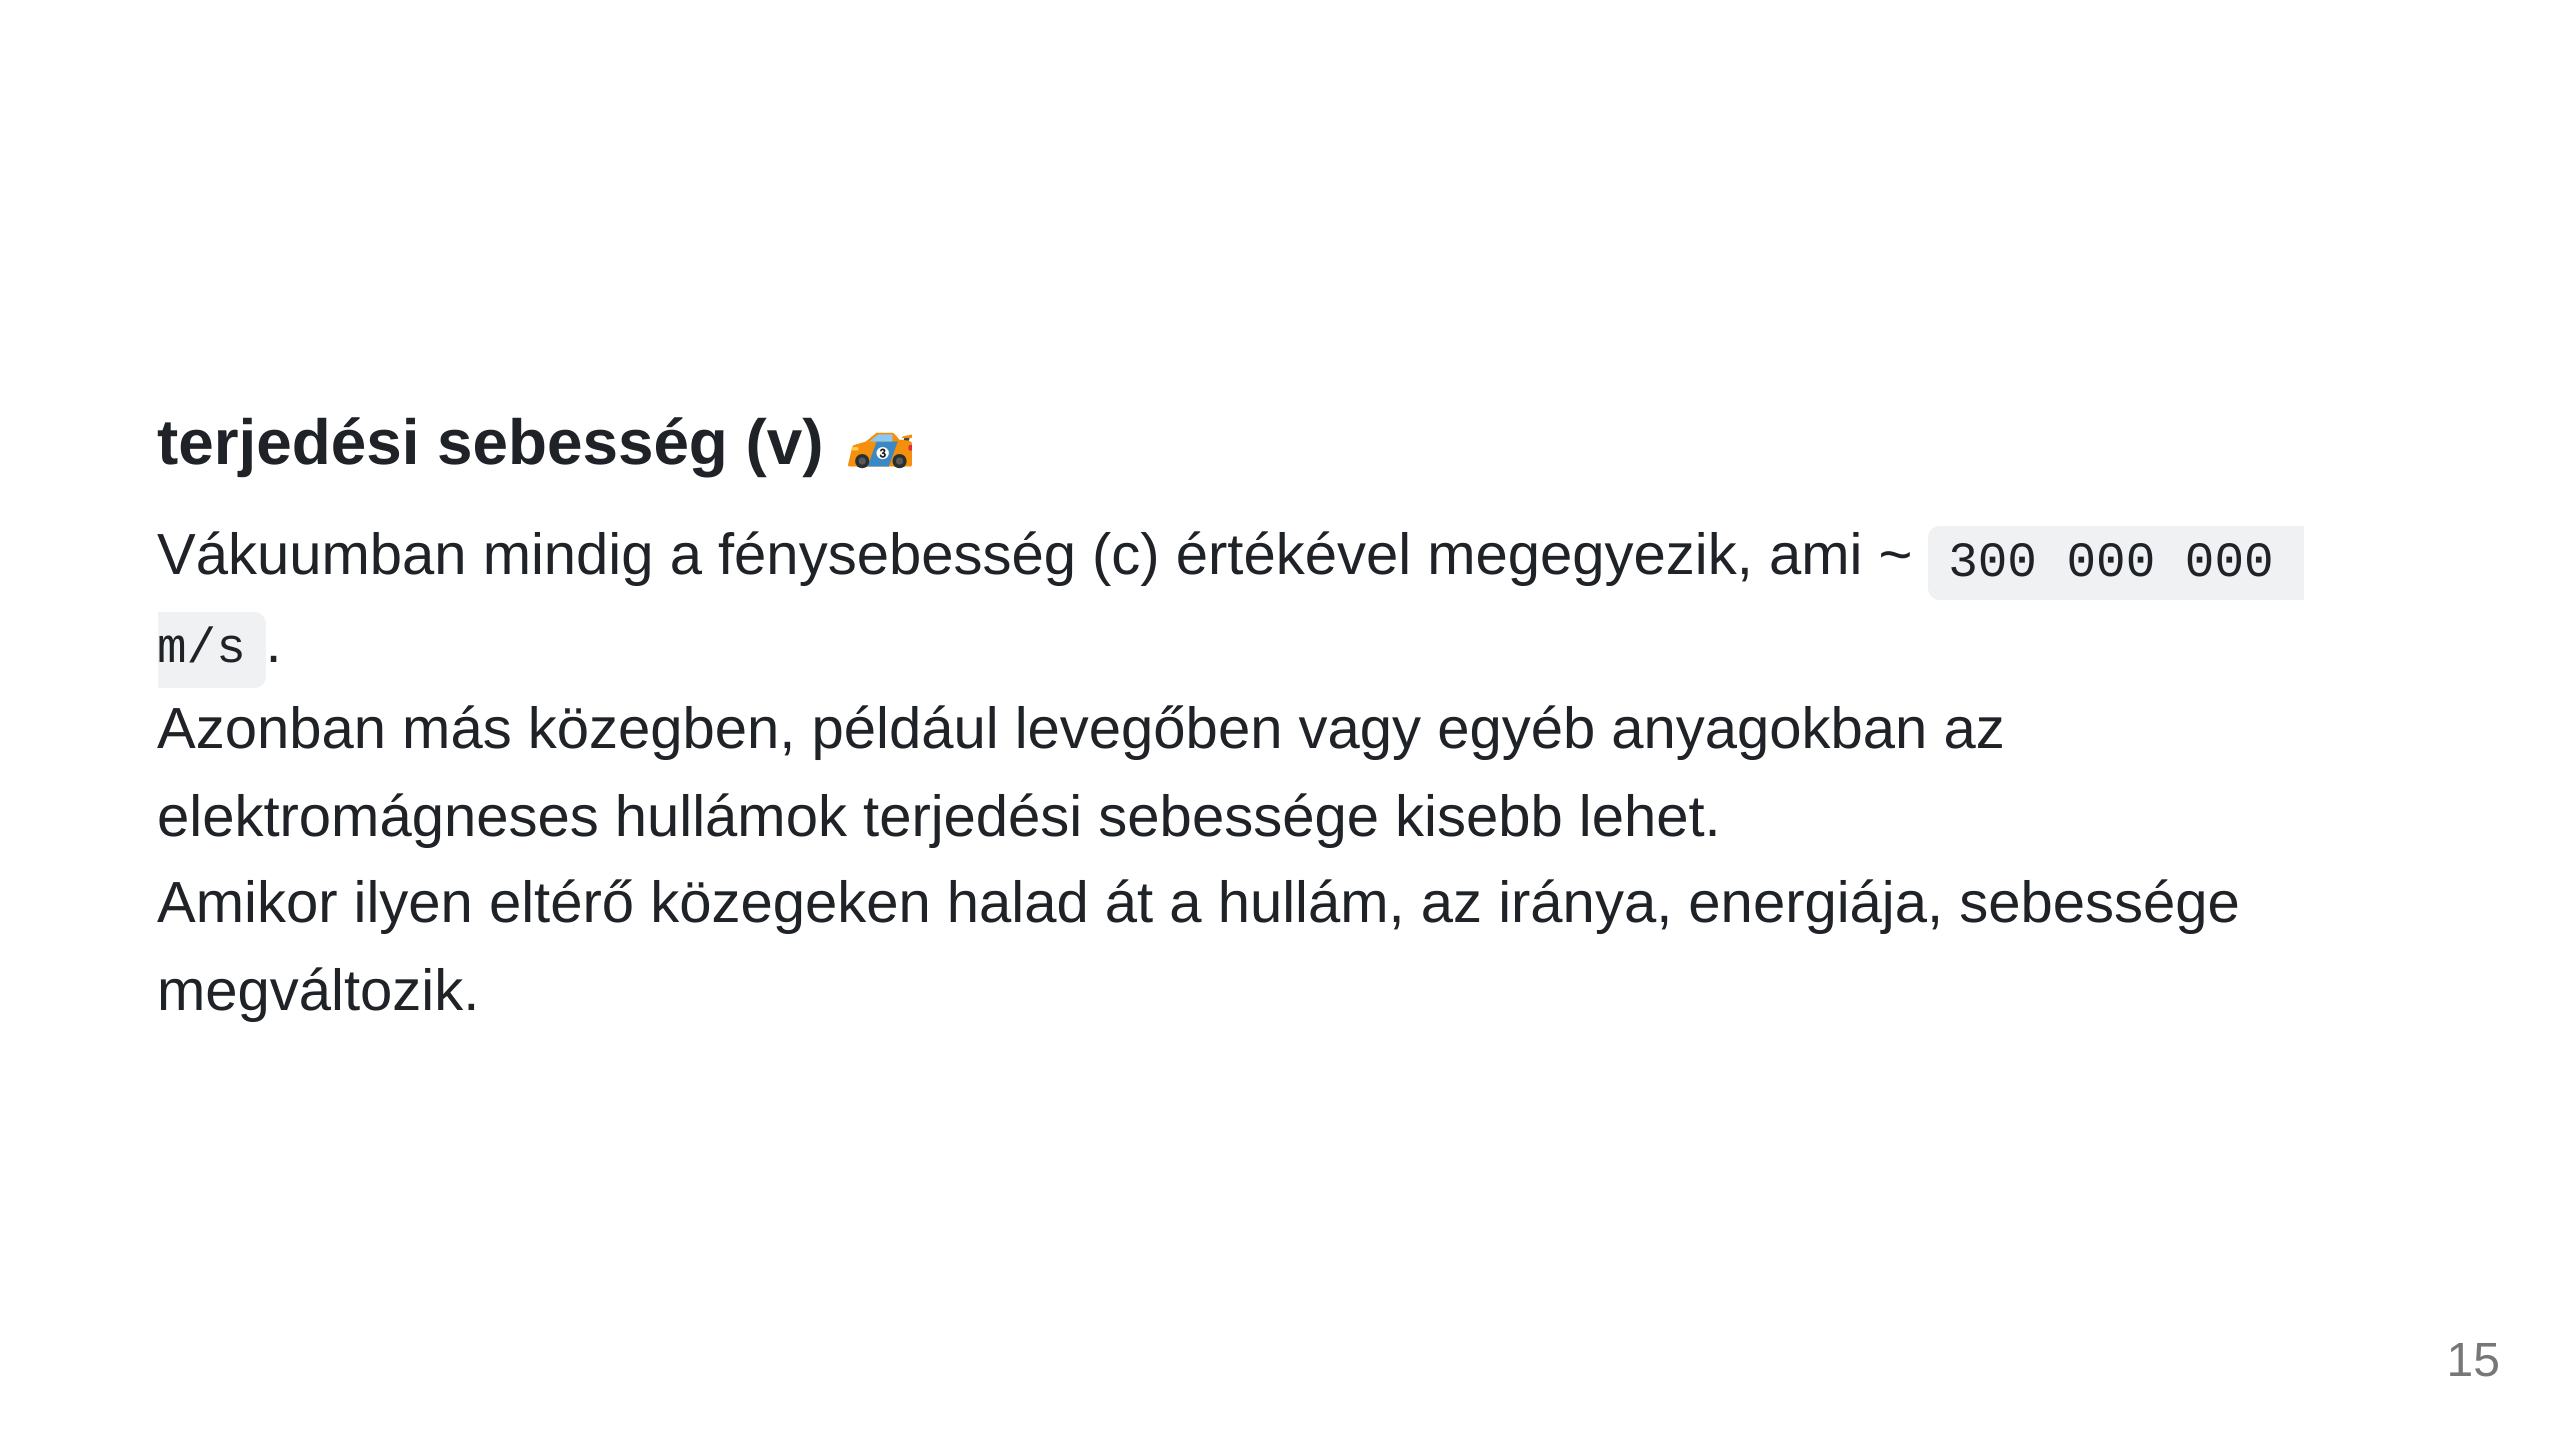 terjedési sebesség (v) 🏎️
Vákuumban mindig a fénysebesség (c) értékével megegyezik, ami ~ 300 000 000
m/s .
Azonban más közegben, például levegőben vagy egyéb anyagokban az
elektromágneses hullámok terjedési sebessége kisebb lehet.
Amikor ilyen eltérő közegeken halad át a hullám, az iránya, energiája, sebessége
megváltozik.
15